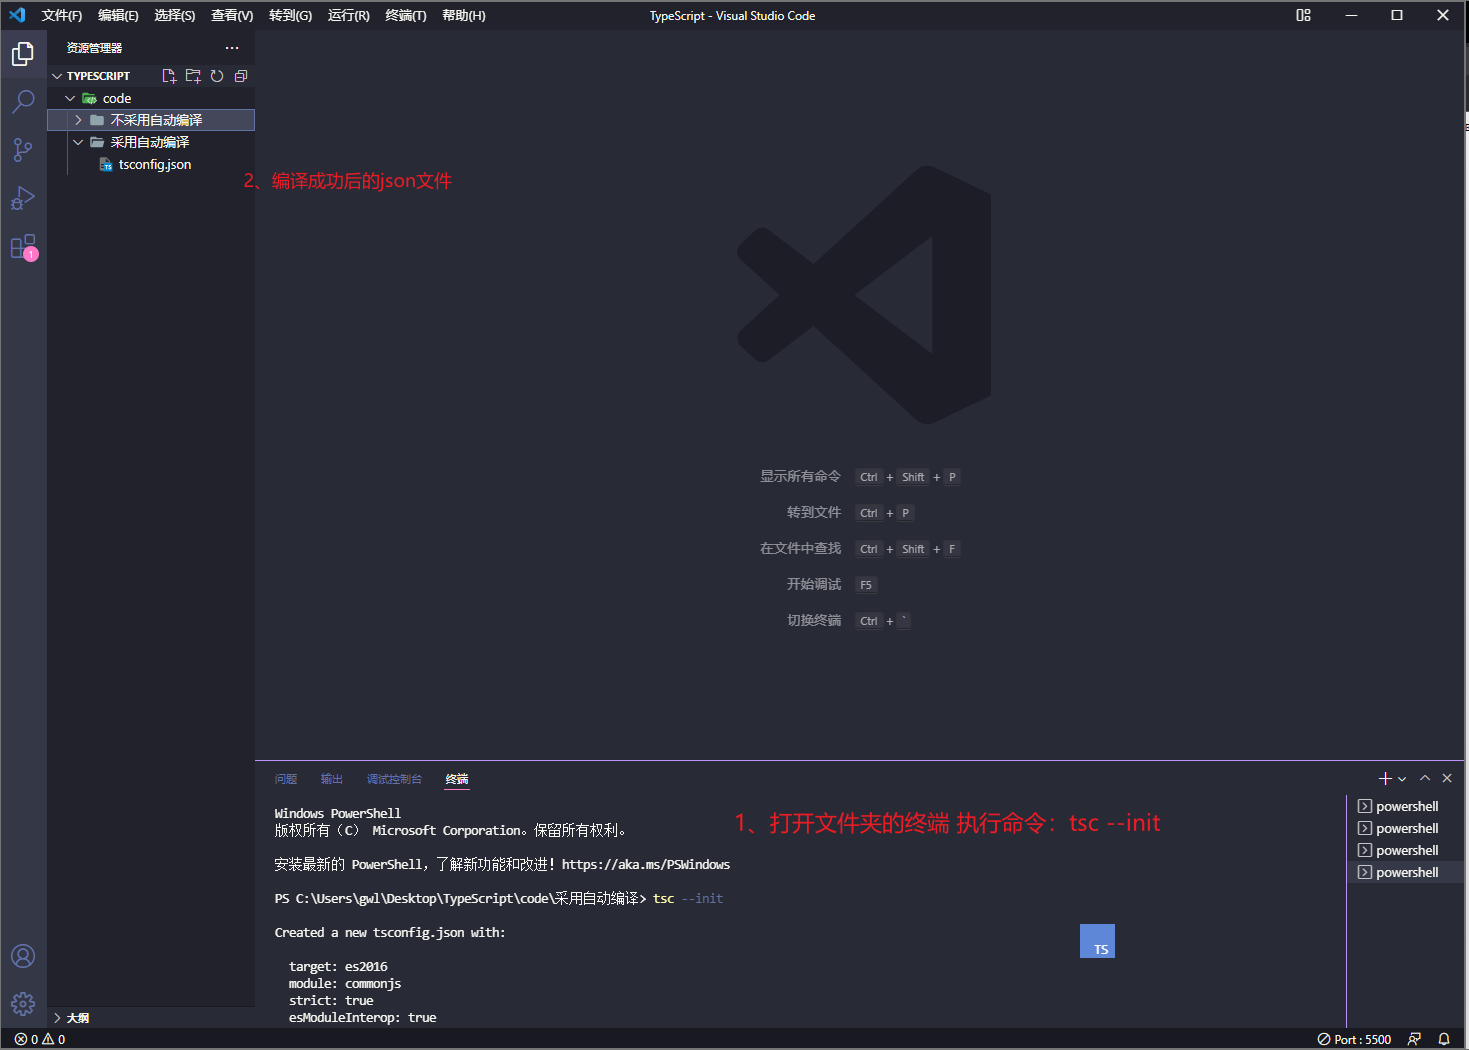 文件(F) 编辑(E) 选择(S) 查看(V) 转到(G) 运行(R) 终端(T) 帮助(H) TypeScript - Visual Studio Code
资源管理器 ...
TYPESCRIPT
code
不采用自动编译
采用自动编译
tsconfig.json
2、编译成功后的json文件
1
显示所有命令 Ctrl + Shift + P
转到文件 Ctrl + P
在文件中查找 Ctrl + Shift + F
开始调试 F5
切换终端 Ctrl + `
问题 输出 调试控制台 终端
Windows PowerShell
版权所有（C） Microsoft Corporation。保留所有权利。
1、打开文件夹的终端 执行命令：tsc --init
安装最新的 PowerShell，了解新功能和改进！https://aka.ms/PSWindows
PS C:\Users\gwl\Desktop\TypeScript\code\采用自动编译> tsc --init
Created a new tsconfig.json with:
TS
target: es2016
module: commonjs
strict: true
esModuleInterop: true
powershell
powershell
powershell
powershell
大纲
0 0 Port : 5500